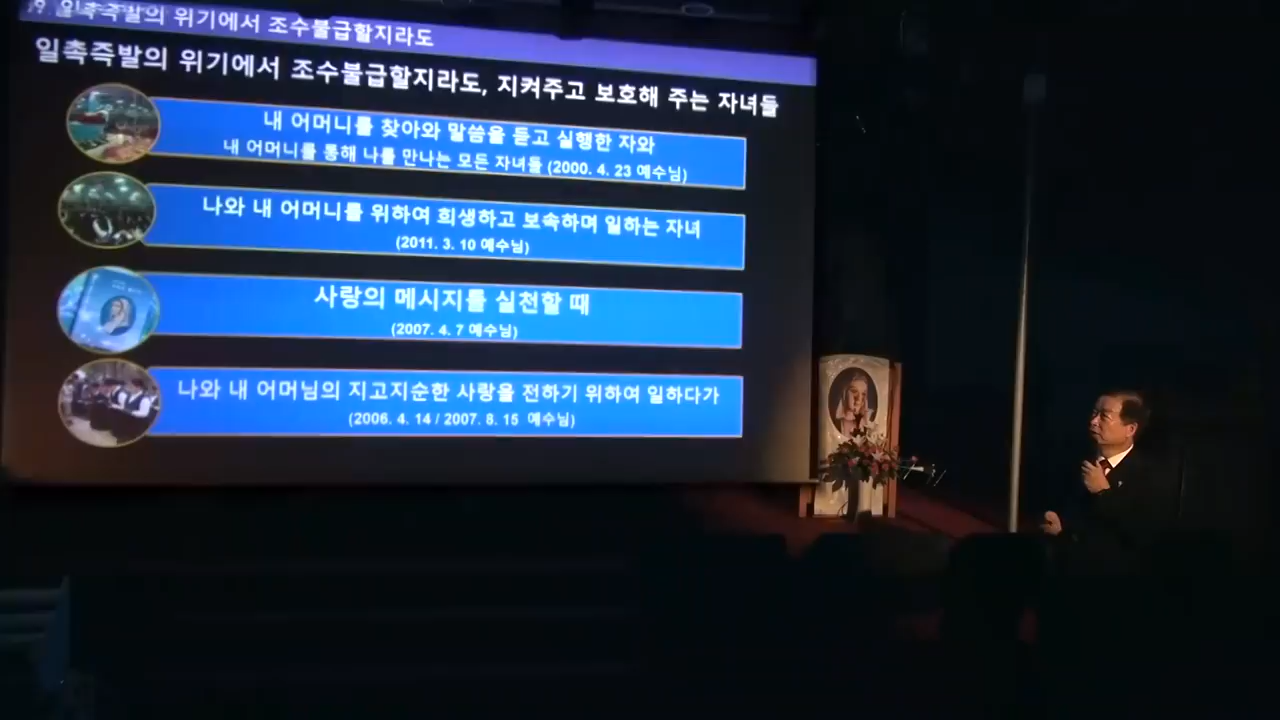 일촉즉발의 위기에서 조수불급할지라도
일촉즉발의 위기에서 조수불급할지라도, 지켜주고 보호해 주는 자녀들
내 어머니를 찾아와 말씀을 듣고 실행한 자와
내 어머니를 통해 나를 만나는 모든 자녀들 (2000. 4. 23 예수님)
나와 내 어머니를 위하여 희생하고 보속하며 일하는 자녀
(2011. 3. 10 예수님)
사랑의 메시지를 실천할 때
(2007. 4. 7 예수님)
나와 내 어머님의 지고지순한 사랑을 전하기 위하여 일하다가
(2006. 4. 14 / 2007. 8. 15 예수님)